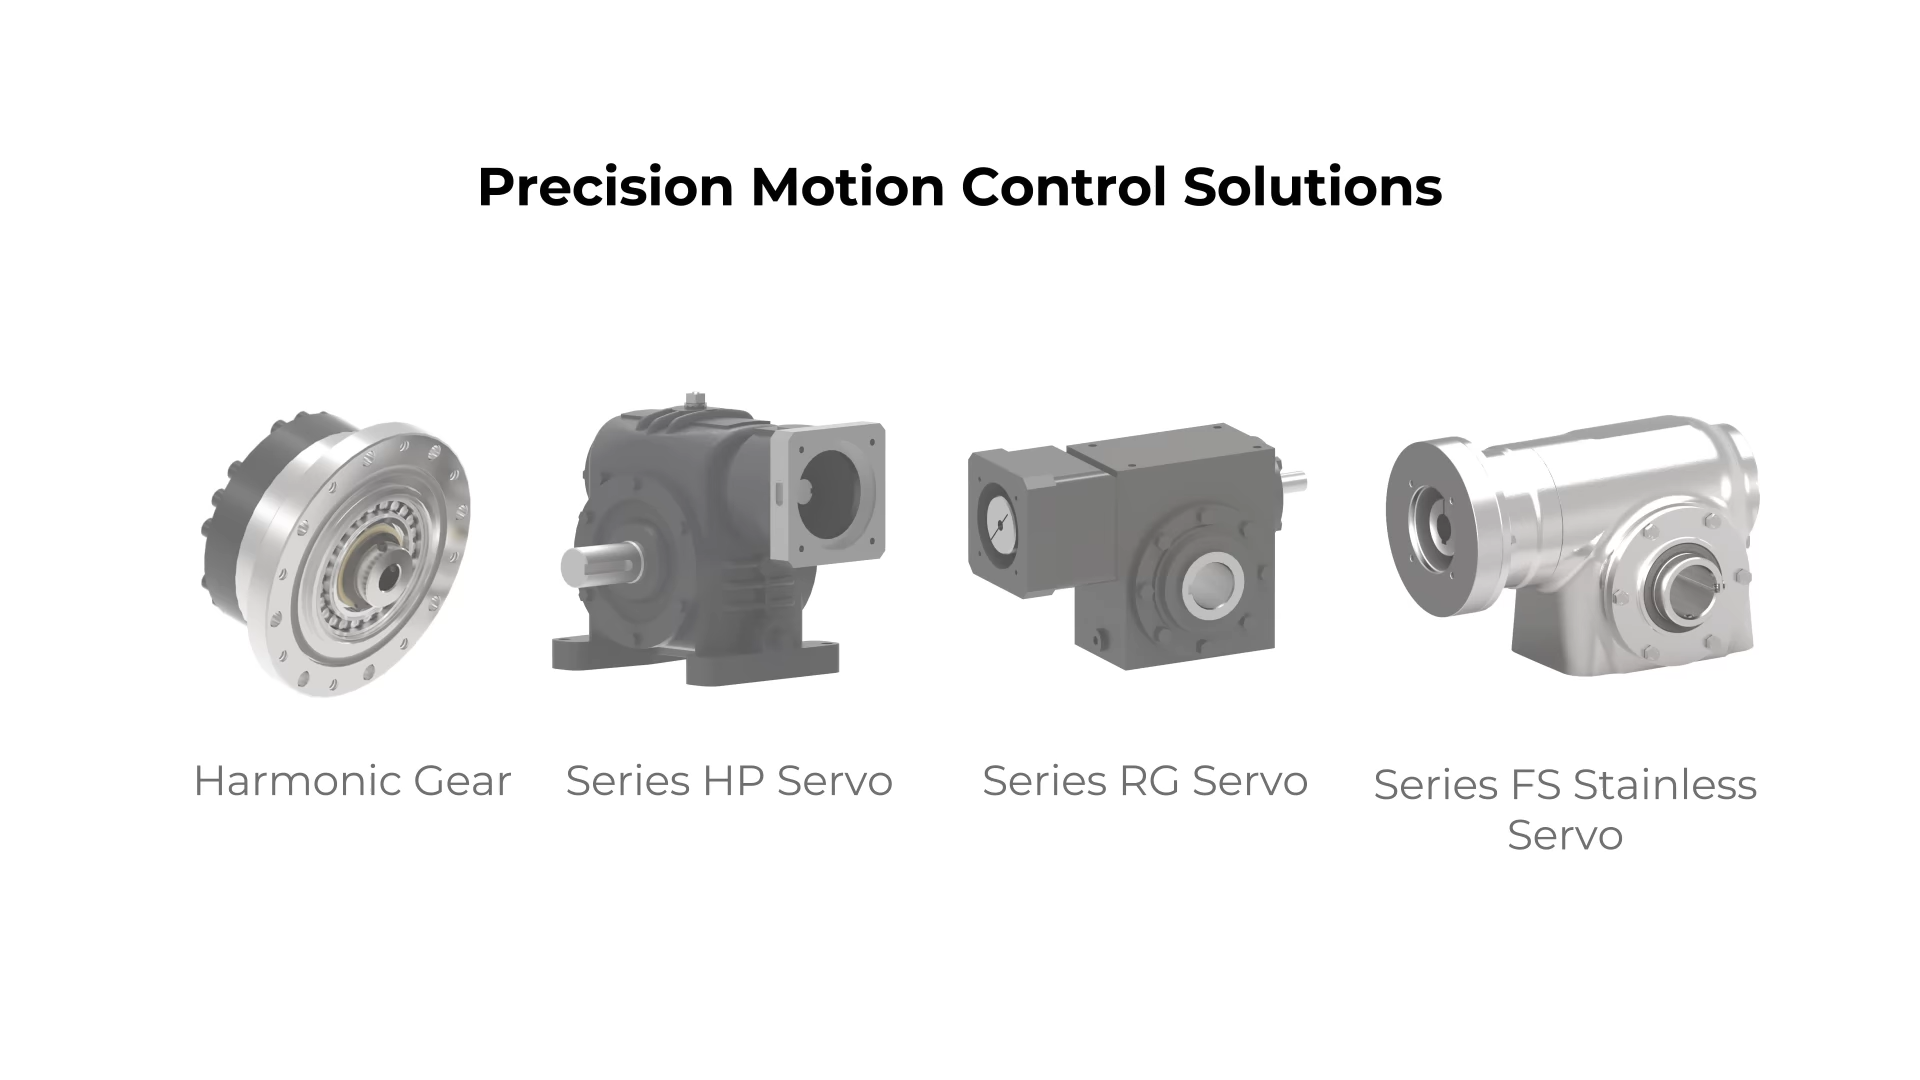 Precision Motion Control Solutions
Harmonic Gear
Series HP Servo
Series RG Servo
Series FS Stainless
Servo